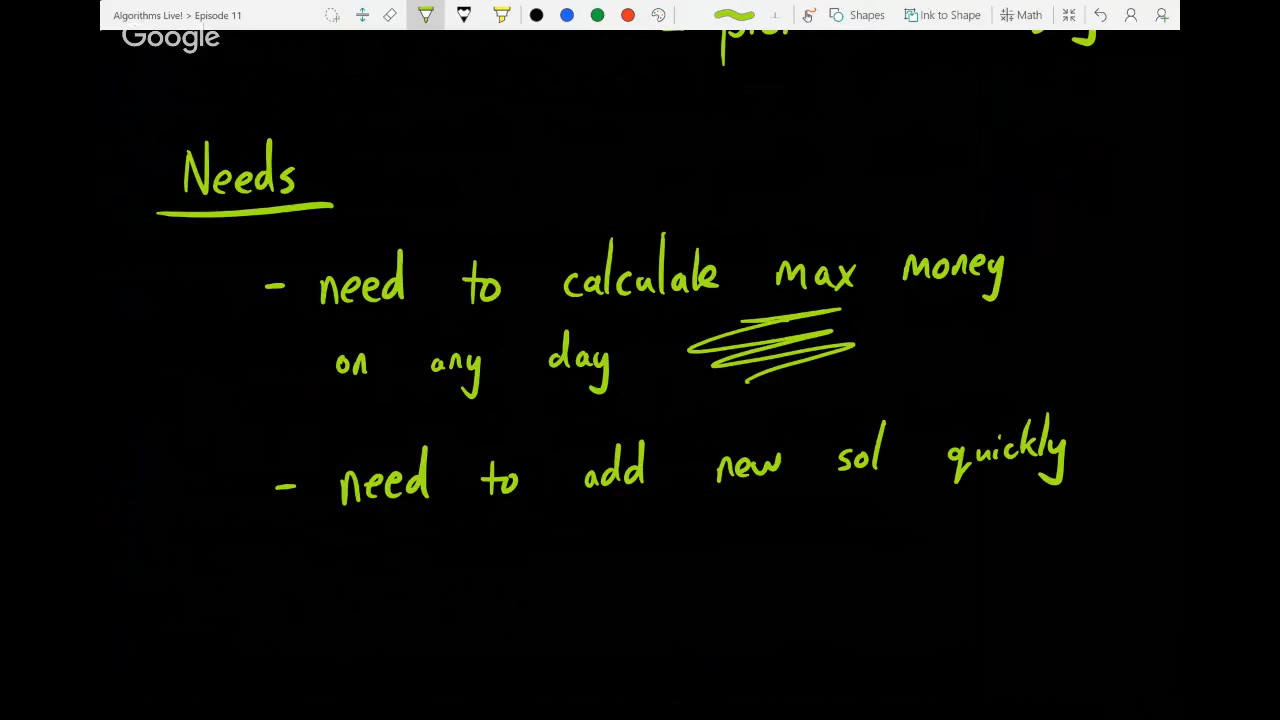 Algorithms Live! > Episode 11
Shapes
Ink to Shape
Math
Google
Needs
- need to calculate max money
on any day
- need to add new sol quickly